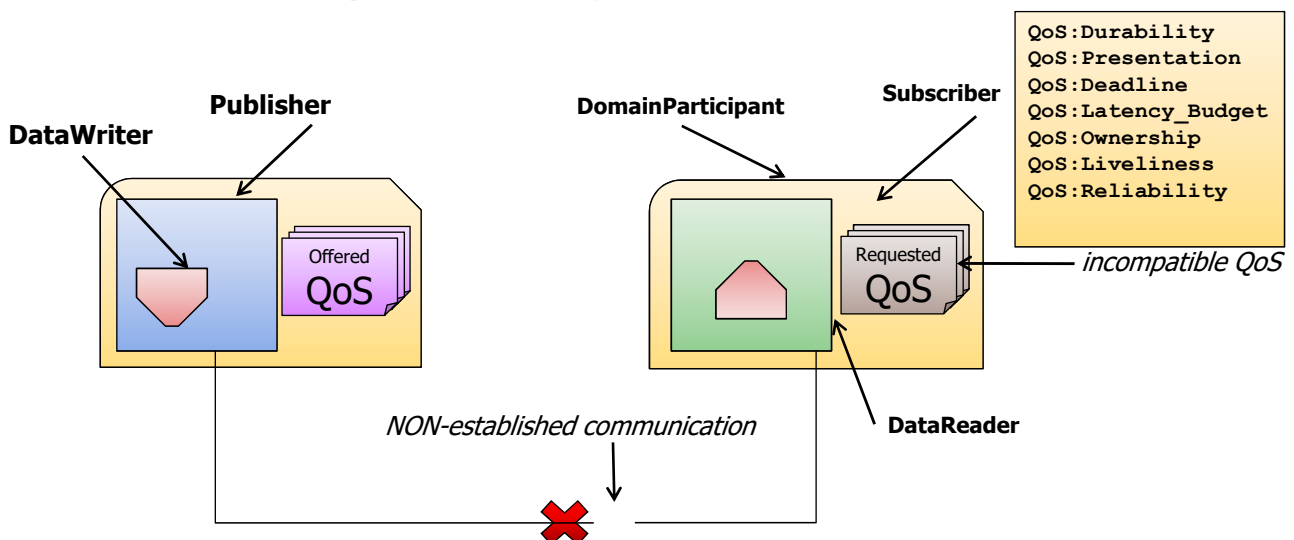 QoS:Durability
QoS:Presentation
QoS:Deadline
QoS:Latency_Budget
QoS:Ownership
QoS:Liveliness
QoS:Reliability
Publisher
DomainParticipant
Subscriber
DataWriter
Offered
QoS
Requested
QoS
incompatible QoS
NON-established communication
DataReader